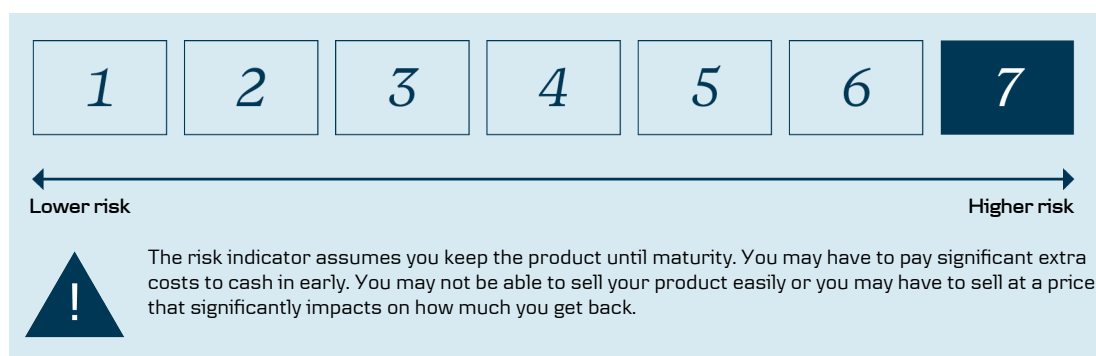 1 2 3 4 5 6 7
Lower risk Higher risk
The risk indicator assumes you keep the product until maturity. You may have to pay significant extra
costs to cash in early. You may not be able to sell your product easily or you may have to sell at a price
that significantly impacts on how much you get back.
!